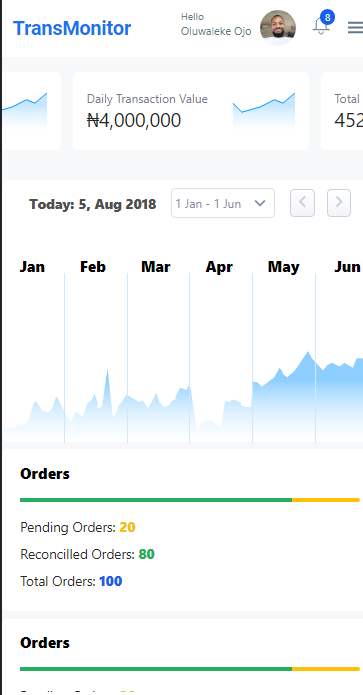 TransMonitor
Hello
Oluwaleke Ojo
8
Daily Transaction Value
₦4,000,000
Total
452
Today: 5, Aug 2018
1 Jan - 1 Jun
Jan Feb Mar Apr May Jun
Orders
Pending Orders: 20
Reconcilled Orders: 80
Total Orders: 100
Orders